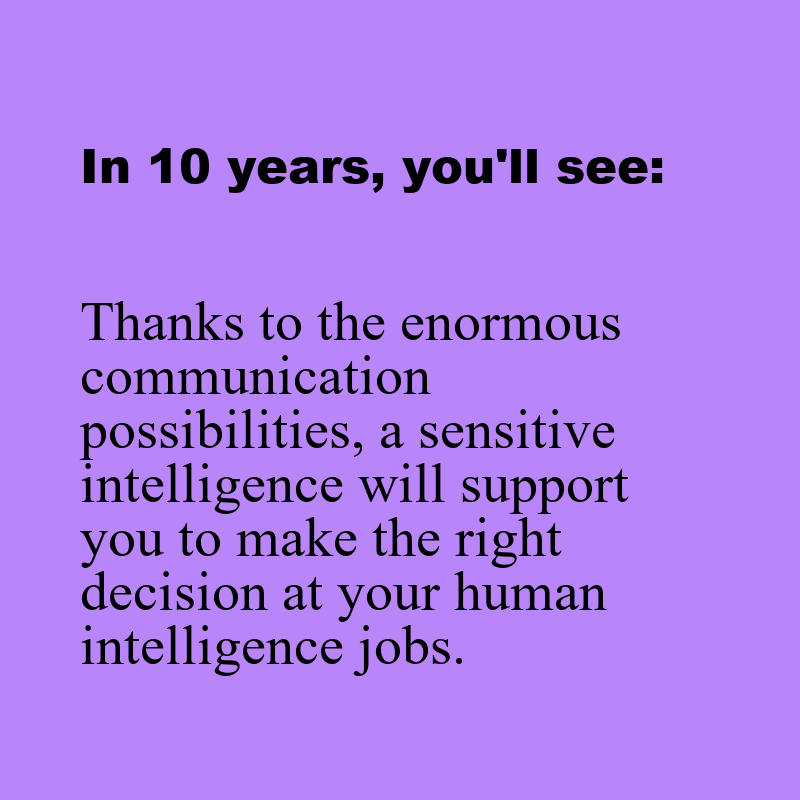 In 10 years, you'll see:
Thanks to the enormous
communication
possibilities, a sensitive
intelligence will support
you to make the right
decision at your human
intelligence jobs.